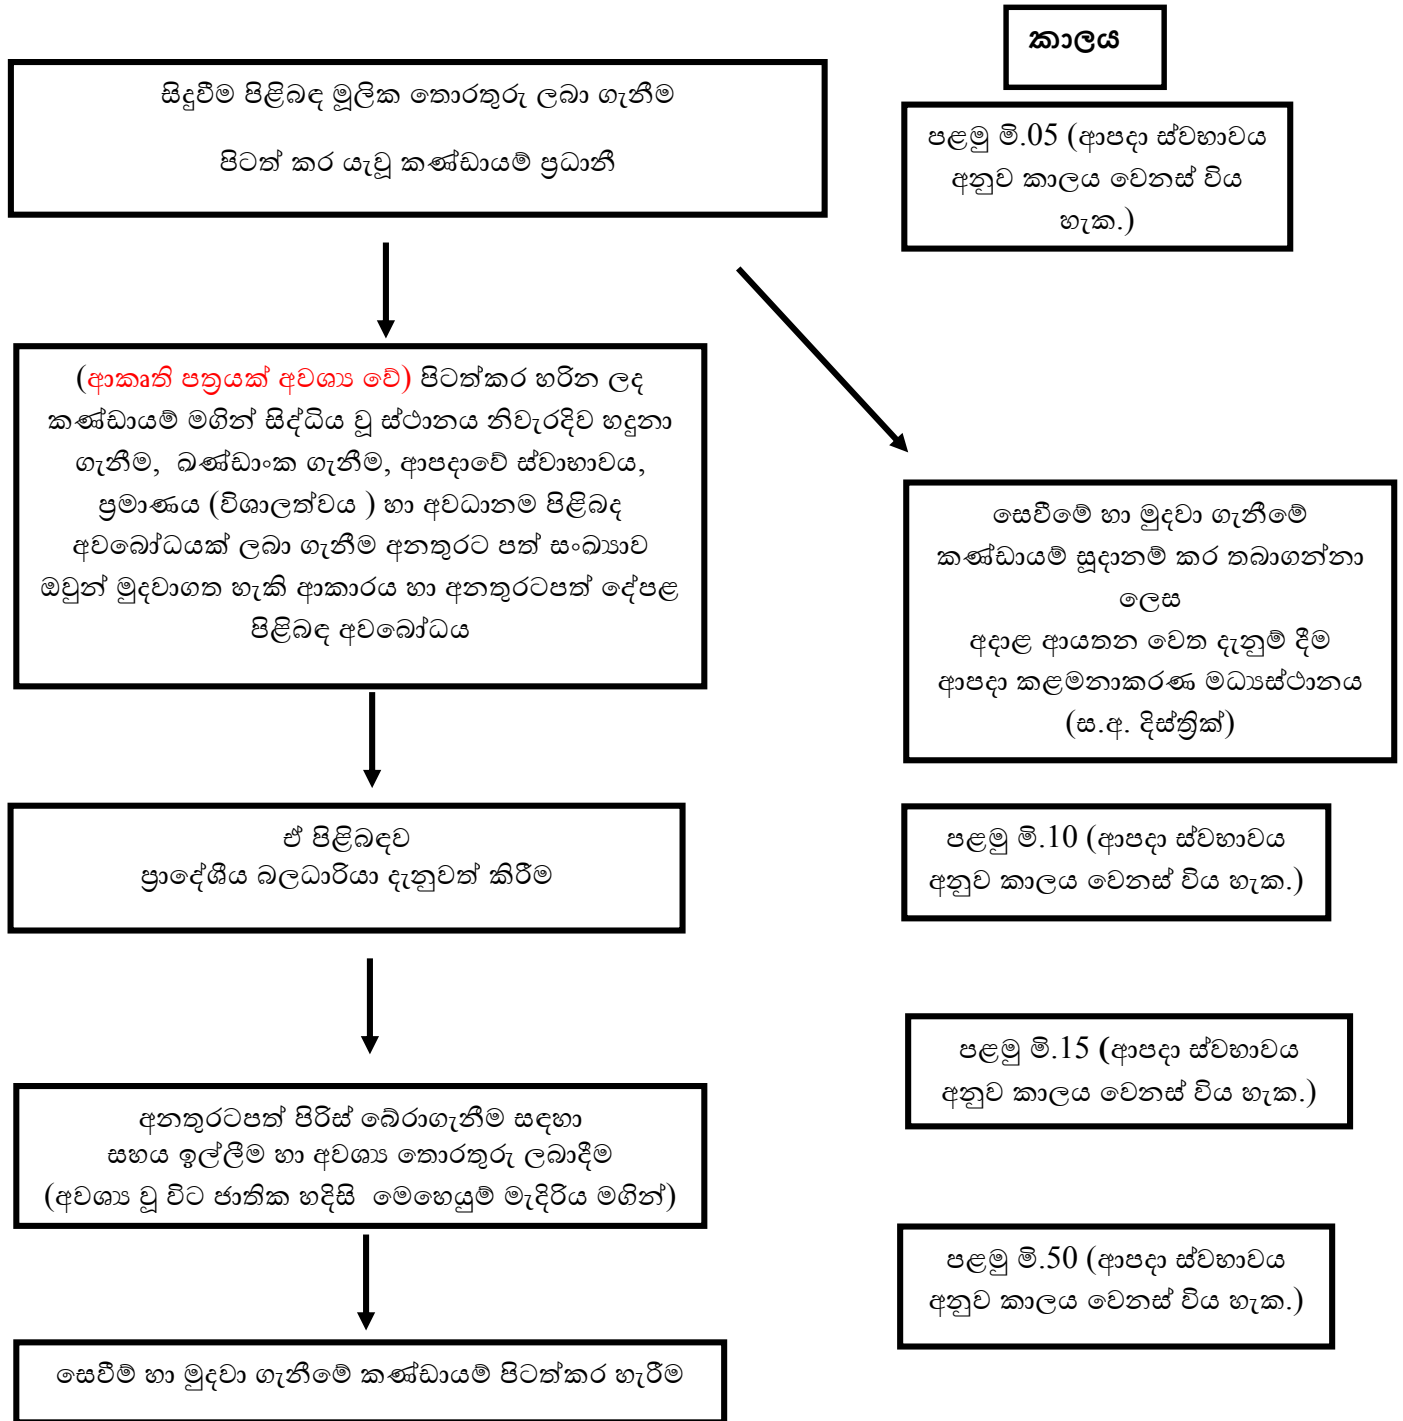 කාලය
සිදුවීම පිළිබඳ මූලික තොරතුරු ලබා ගැනීම
පිටත් කර යැවූ කණ්ඩායම් ප්‍රධානී
පළමු මි.05 (ආපදා ස්වභාවය
අනුව කාලය වෙනස් විය
හැක.)
(ආකෘති පත්‍රයක් අවශ්‍ය වේ) පිටත්කර හරින ලද
කණ්ඩායම් මගින් සිද්ධිය වූ ස්ථානය නිවැරදිව හඳුනා
ගැනීම, ඛණ්ඩාංක ගැනීම, ආපදාවේ ස්වාභාවය,
ප්‍රමාණය (විශාලත්වය ) හා අවධානම පිළිබද
අවබෝධයක් ලබා ගැනීම අනතුරට පත් සංඛ්‍යාව
ඔවුන් මුදවාගත හැකි ආකාරය හා අනතුරටපත් දේපළ
පිළිබඳ අවබෝධය
සෙවීමේ හා මුදවා ගැනීමේ
කණ්ඩායම් සූදානම් කර තබාගන්නා
ලෙස
අදාළ ආයතන වෙත දැනුම් දීම
ආපදා කළමනාකරණ මධ්‍යස්ථානය
(ස.අ. දිස්ත්‍රික්)
ඒ පිළිබඳව
ප්‍රාදේශීය බලධාරියා දැනුවත් කිරීම
පළමු මි.10 (ආපදා ස්වභාවය
අනුව කාලය වෙනස් විය හැක.)
පළමු මි.15 (ආපදා ස්වභාවය
අනුව කාලය වෙනස් විය හැක.)
අනතුරටපත් පිරිස් බේරාගැනීම සඳහා
සහය ඉල්ලීම හා අවශ්‍ය තොරතුරු ලබාදීම
(අවශ්‍ය වූ විට ජාතික හදිසි මෙහෙයුම් මැදිරිය මගින්)
පළමු මි.50 (ආපදා ස්වභාවය
අනුව කාලය වෙනස් විය හැක.)
සෙවීම් හා මුදවා ගැනීමේ කණ්ඩායම් පිටත්කර හැරීම